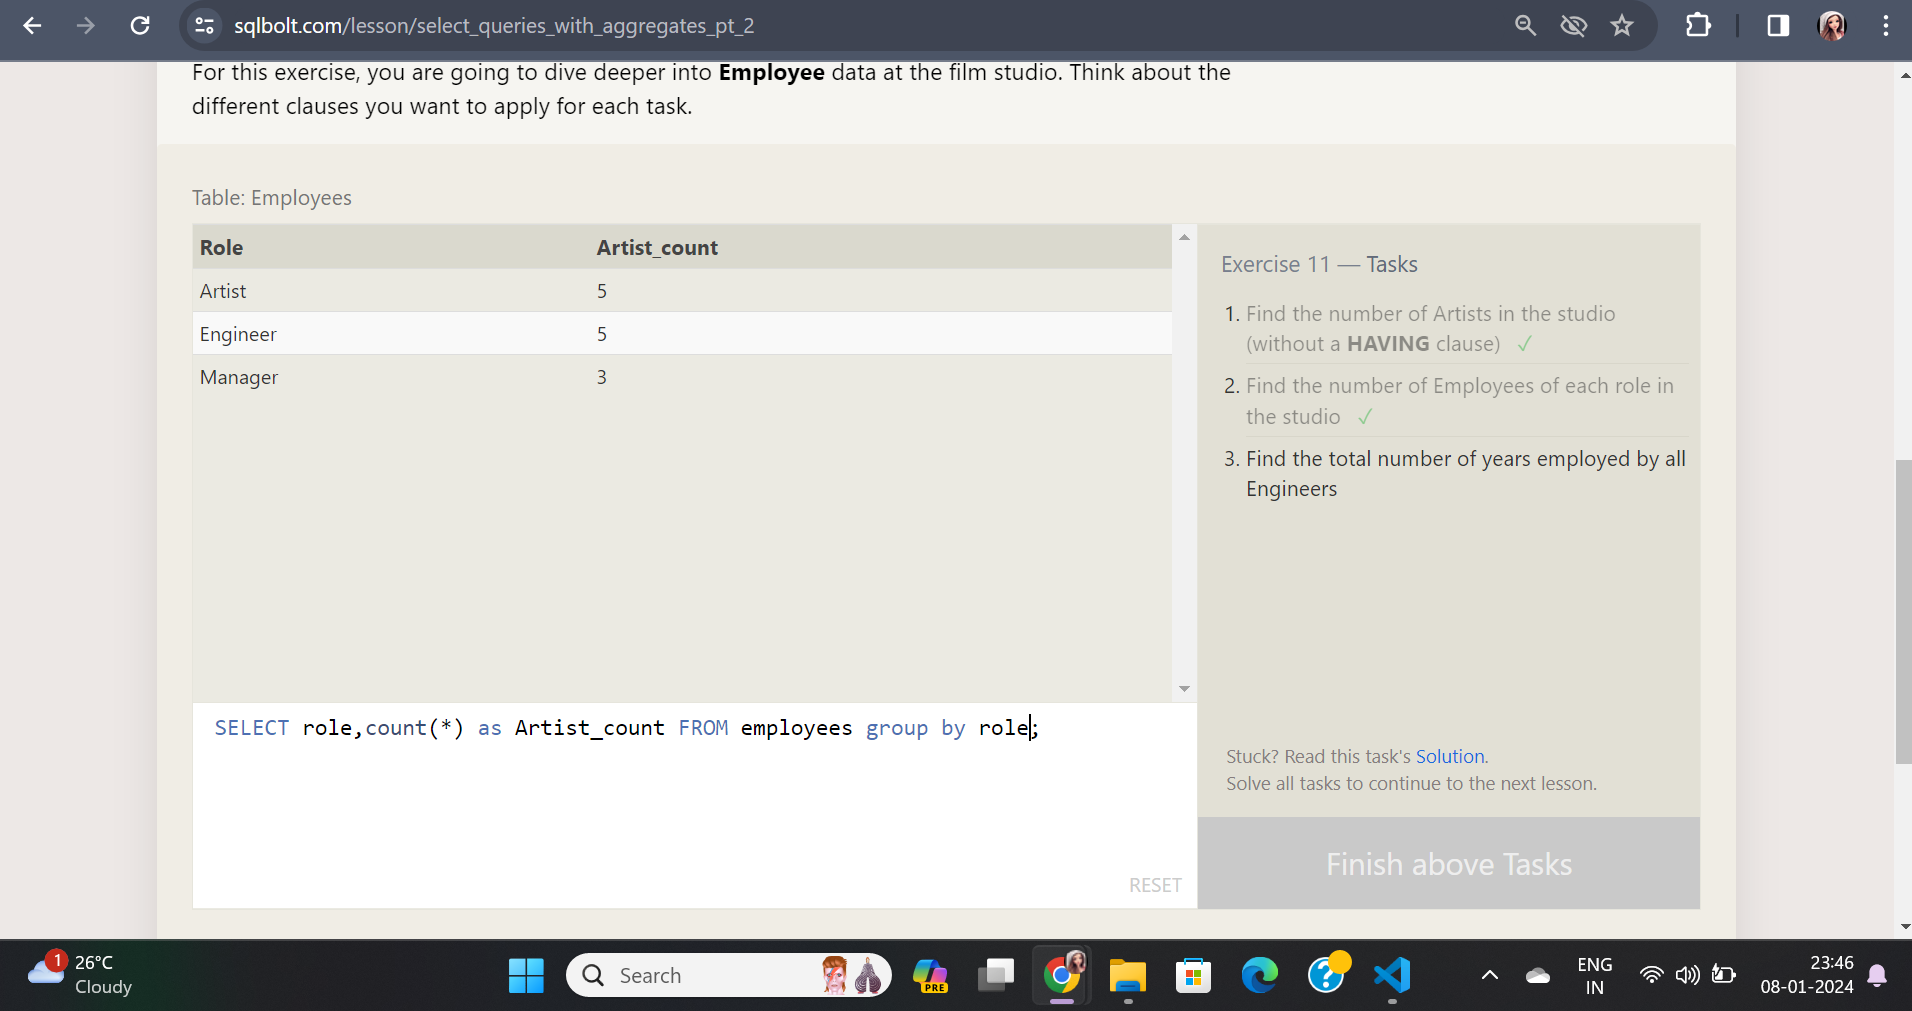 sqlbolt.com/lesson/select_queries_with_aggregates_pt_2
For this exercise, you are going to dive deeper into Employee data at the film studio. Think about the
different clauses you want to apply for each task.
Table: Employees
Role Artist_count
Artist 5
Engineer 5
Manager 3
SELECT role,count(*) as Artist_count FROM employees group by role;
RESET
Exercise 11 — Tasks
1. Find the number of Artists in the studio
(without a HAVING clause) ✓
2. Find the number of Employees of each role in
the studio ✓
3. Find the total number of years employed by all
Engineers
Stuck? Read this task's Solution.
Solve all tasks to continue to the next lesson.
Finish above Tasks
1
26°C
Cloudy
Search
PRE
ENG
IN
23:46
08-01-2024